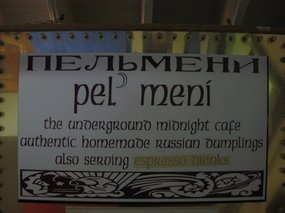 ПЕЛЬМЕНИ
pel' meni
the underground midnight cafe
authentic homemade russian dumplings
also serving espresso drinks